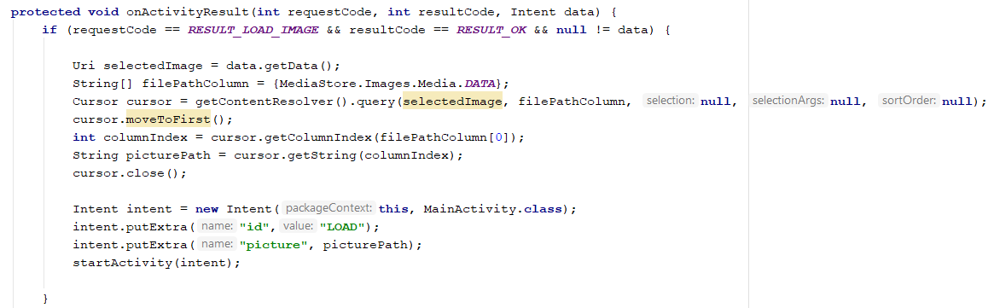 protected void onActivityResult(int requestCode, int resultCode, Intent data) {
if (requestCode == RESULT_LOAD_IMAGE && resultCode == RESULT_OK && null != data) {
Uri selectedImage = data.getData();
String[] filePathColumn = {MediaStore.Images.Media.DATA};
Cursor cursor = getContentResolver().query(selectedImage, filePathColumn, selection: null, selectionArgs: null, sortOrder: null);
cursor.moveToFirst();
int columnIndex = cursor.getColumnIndex(filePathColumn[0]);
String picturePath = cursor.getString(columnIndex);
cursor.close();
Intent intent = new Intent( packageContext: this, MainActivity.class);
intent.putExtra( name: "id", value: "LOAD");
intent.putExtra( name: "picture", picturePath);
startActivity(intent);
}